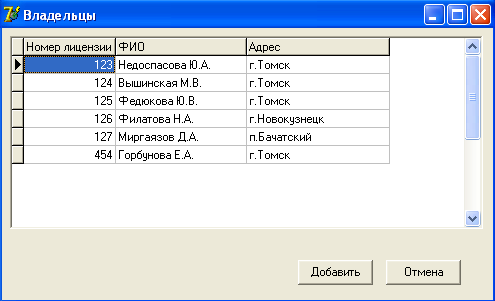 Владельцы
Номер лицензии ФИО Адрес
123 Недоспасова Ю.А. г.Томск
124 Вышинская М.В. г.Томск
125 Федюкова Ю.В. г.Томск
126 Филатова Н.А. г.Новокузнецк
127 Миргаязов Д.А. п.Бачатский
454 Горбунова Е.А. г.Томск
Добавить Отмена